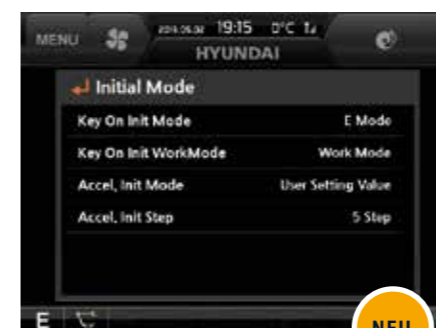 MENU 19:15 0°C
HYUNDAI
Initial Mode
Key On Init Mode E Mode
Key On Init WorkMode Work Mode
Accel, Init Mode User Setting Value
Accel, Init Step 5 Step
E
NEU